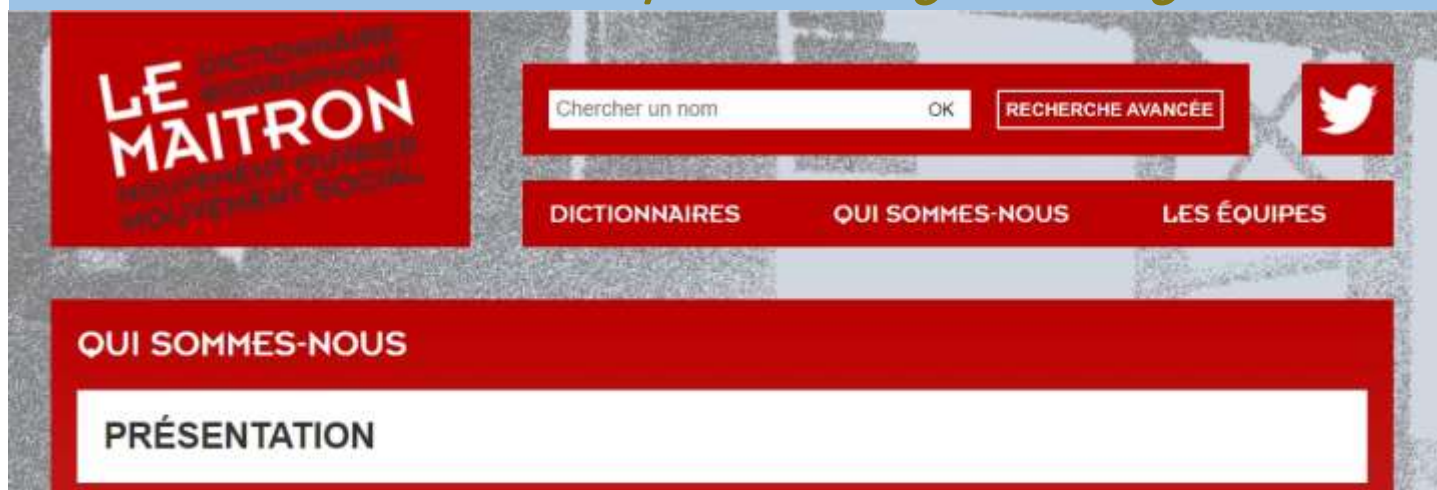 LE DICTIONNAIRE
BIOGRAPHIQUE
MAITRON
MOUVEMENT OUVRIER
MOUVEMENT SOCIAL
Chercher un nom OK RECHERCHE AVANCÉE
DICTIONNAIRES QUI SOMMES-NOUS LES ÉQUIPES
QUI SOMMES-NOUS
PRÉSENTATION